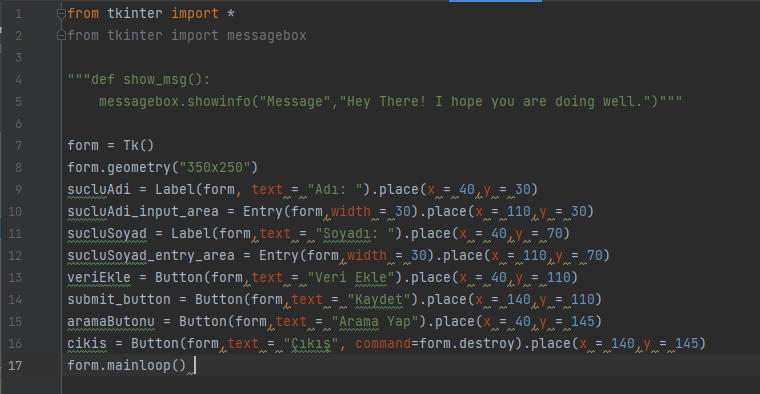 1 from tkinter import *
2 from tkinter import messagebox
3
4 """def show_msg():
5     messagebox.showinfo("Message","Hey There! I hope you are doing well.")"""
6
7 form = Tk()
8 form.geometry("350x250")
9 sucluAdi = Label(form, text = "Adı: ").place(x = 40,y = 30)
10 sucluAdi_input_area = Entry(form,width = 30).place(x = 110,y = 30)
11 sucluSoyad = Label(form,text = "Soyadı: ").place(x = 40,y = 70)
12 sucluSoyad_entry_area = Entry(form,width = 30).place(x = 110,y = 70)
13 veriEkle = Button(form,text = "Veri Ekle").place(x = 40,y = 110)
14 submit_button = Button(form,text = "Kaydet").place(x = 140,y = 110)
15 aramaButonu = Button(form,text = "Arama Yap").place(x = 40,y = 145)
16 cikis = Button(form,text = "Çıkış", command=form.destroy).place(x = 140,y = 145)
17 form.mainloop()